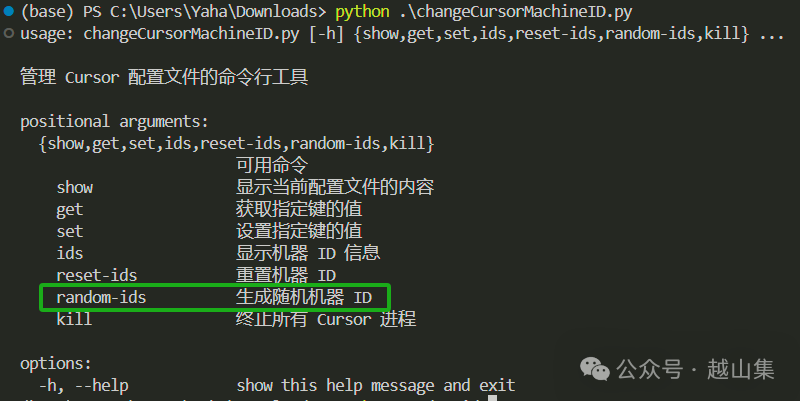 (base) PS C:\Users\Yaha\Downloads> python .\changeCursorMachineID.py
usage: changeCursorMachineID.py [-h] {show,get,set,ids,reset-ids,random-ids,kill} ...
管理 Cursor 配置文件的命令行工具
positional arguments:
{show,get,set,ids,reset-ids,random-ids,kill}
可用命令
show 显示当前配置文件的内容
get 获取指定键的值
set 设置指定键的值
ids 显示机器 ID 信息
reset-ids 重置机器 ID
random-ids 生成随机机器 ID
kill 终止所有 Cursor 进程
options:
-h, --help show this help message and exit
公众号 · 越山集